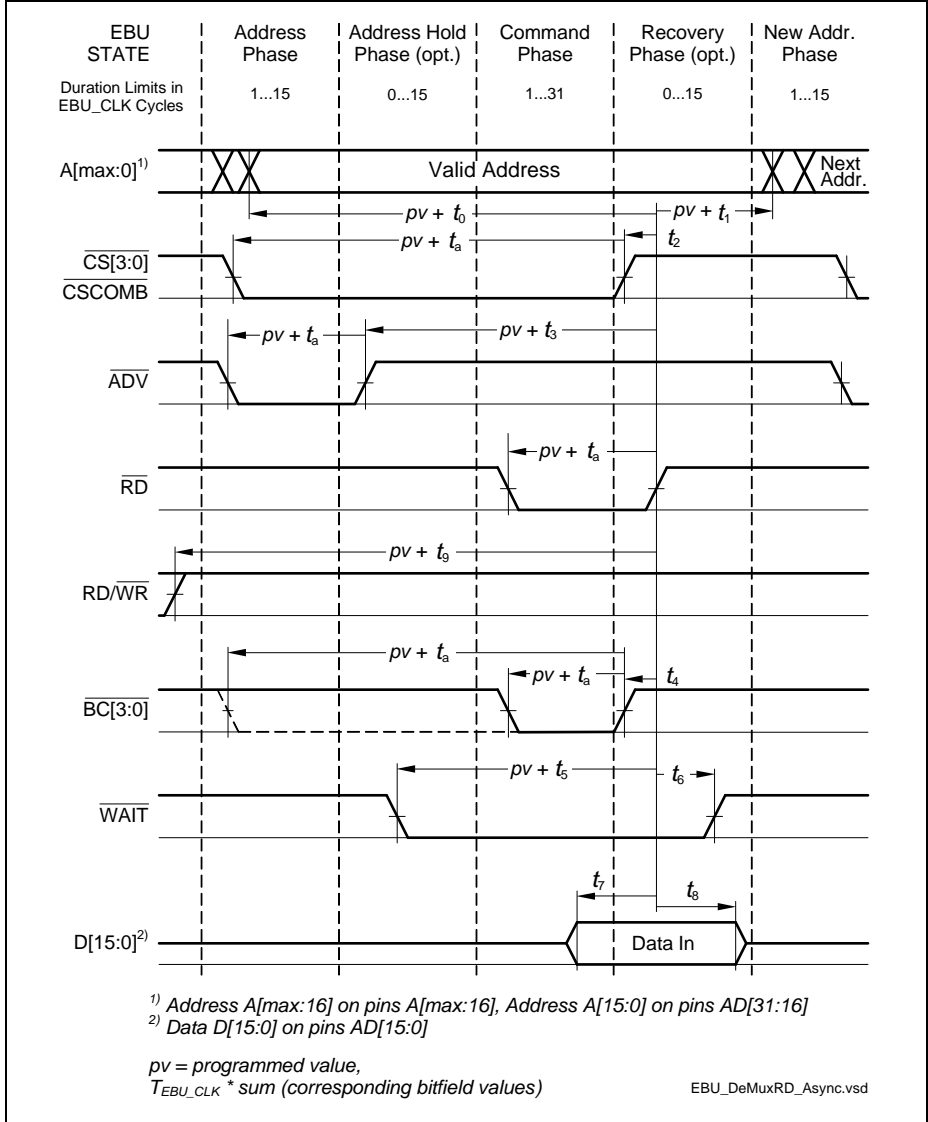 EBU STATE
Address Phase
Address Hold Phase (opt.)
Command Phase
Recovery Phase (opt.)
New Addr. Phase
Duration Limits in EBU_CLK Cycles
1...15
0...15
1...31
0...15
1...15
A[max:0]1)
Valid Address
Next Addr.
pv + t0
pv + t1
pv + ta
t2
CS[3:0]
CSCOMB
pv + ta
pv + t3
ADV
pv + ta
RD
pv + t9
RD/WR
pv + ta
pv + ta
t4
BC[3:0]
pv + t5
t6
WAIT
t7
t8
D[15:0]2)
Data In
1) Address A[max:16] on pins A[max:16], Address A[15:0] on pins AD[31:16]
2) Data D[15:0] on pins AD[15:0]
pv = programmed value,
TEBU_CLK * sum (corresponding bitfield values)
EBU_DeMuxRD_Async.vsd